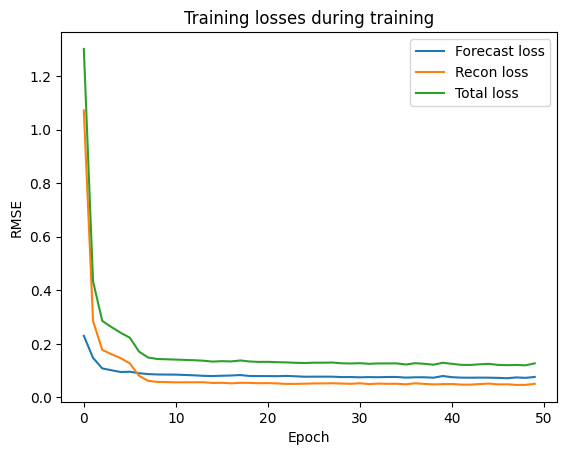 Training losses during training
Forecast loss
Recon loss
Total loss
1.2
1.0
0.8
0.6
0.4
0.2
0.0
RMSE
0
10
20
30
40
50
Epoch